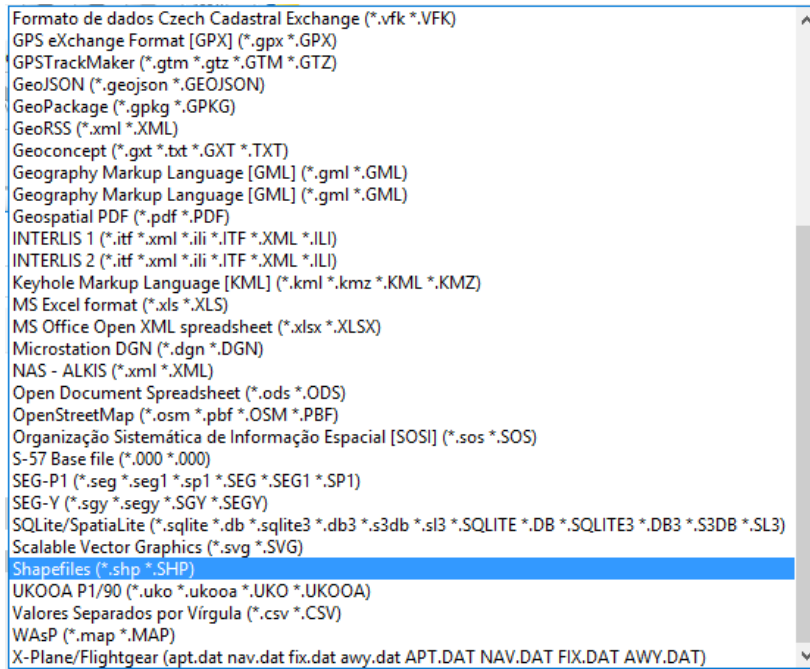 Formato de dados Czech Cadastral Exchange (*.vfk *.VFK)
GPS eXchange Format [GPX] (*.gpx *.GPX)
GPSTrackMaker (*.gtm *.gtz *.GTM *.GTZ)
GeoJSON (*.geojson *.GEOJSON)
GeoPackage (*.gpkg *.GPKG)
GeoRSS (*.xml *.XML)
Geoconcept (*.gxt *.txt *.GXT *.TXT)
Geography Markup Language [GML] (*.gml *.GML)
Geography Markup Language [GML] (*.gml *.GML)
Geospatial PDF (*.pdf *.PDF)
INTERLIS 1 (*.itf *.xml *.ili *.ITF *.XML *.ILI)
INTERLIS 2 (*.itf *.xml *.ili *.ITF *.XML *.ILI)
Keyhole Markup Language [KML] (*.kml *.kmz *.KML *.KMZ)
MS Excel format (*.xls *.XLS)
MS Office Open XML spreadsheet (*.xlsx *.XLSX)
Microstation DGN (*.dgn *.DGN)
NAS - ALKIS (*.xml *.XML)
Open Document Spreadsheet (*.ods *.ODS)
OpenStreetMap (*.osm *.pbf *.OSM *.PBF)
Organização Sistemática de Informação Espacial [SOSI] (*.sos *.SOS)
S-57 Base file (*.000 *.000)
SEG-P1 (*.seg *.seg1 *.sp1 *.SEG *.SEG1 *.SP1)
SEG-Y (*.sgy *.segy *.SGY *.SEGY)
SQLite/SpatiaLite (*.sqlite *.db *.sqlite3 *.db3 *.s3db *.sl3 *.SQLITE *.DB *.SQLITE3 *.DB3 *.S3DB *.SL3)
Scalable Vector Graphics (*.svg *.SVG)
Shapefiles (*.shp *.SHP)
UKOOA P1/90 (*.uko *.ukooa *.UKO *.UKOOA)
Valores Separados por Vírgula (*.csv *.CSV)
WAsP (*.map *.MAP)
X-Plane/Flightgear (apt.dat nav.dat fix.dat awy.dat APT.DAT NAV.DAT FIX.DAT AWY.DAT)